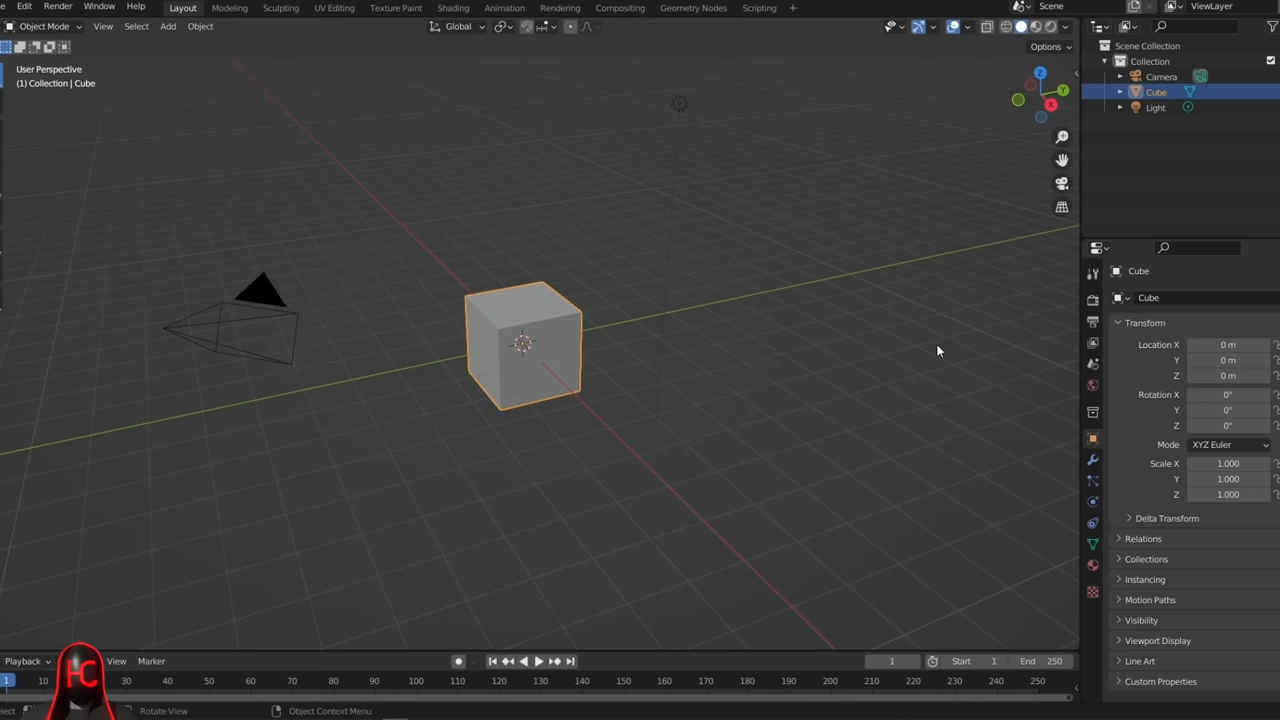 Edit Render Window Help Layout Modeling Sculpting UV Editing Texture Paint Shading Animation Rendering Compositing Geometry Nodes Scripting + Scene ViewLayer
Object Mode View Select Add Object Global
Options
User Perspective
(1) Collection | Cube
Z
Y
X
Scene Collection
Collection
Camera
Cube
Light
Cube
Cube
Transform
Location X 0 m
Y 0 m
Z 0 m
Rotation X 0°
Y 0°
Z 0°
Mode XYZ Euler
Scale X 1.000
Y 1.000
Z 1.000
Delta Transform
Relations
Collections
Instancing
Motion Paths
Visibility
Viewport Display
Line Art
Custom Properties
Playback View Marker 1 Start 1 End 250
1 10 30 40 50 60 70 80 90 100 110 120 130 140 150 160 170 180 190 200 210 220 230 240 250
HC
Rotate View Object Context Menu